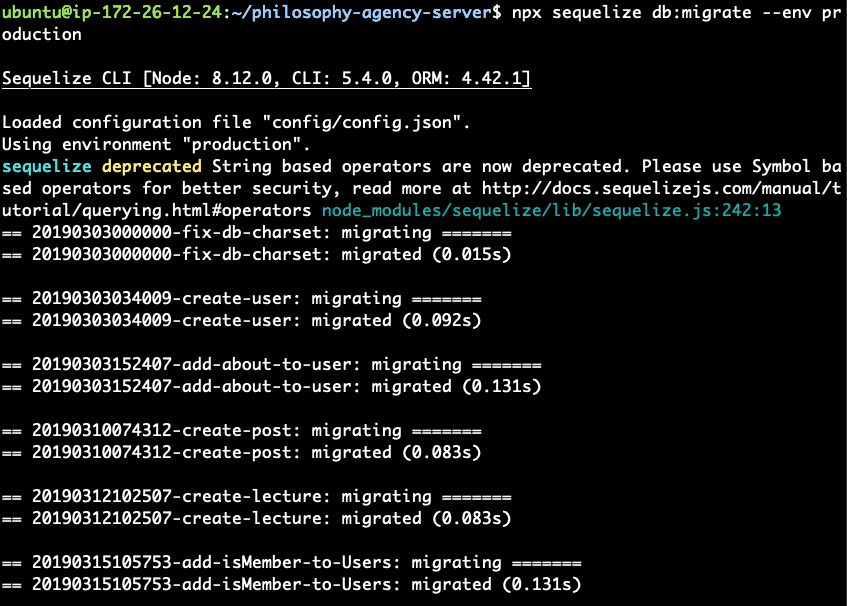 ubuntu@ip-172-26-12-24:~/philosophy-agency-server$ npx sequelize db:migrate --env pr
oduction
Sequelize CLI [Node: 8.12.0, CLI: 5.4.0, ORM: 4.42.1]
Loaded configuration file "config/config.json".
Using environment "production".
sequelize deprecated String based operators are now deprecated. Please use Symbol ba
sed operators for better security, read more at http://docs.sequelizejs.com/manual/t
utorial/querying.html#operators node_modules/sequelize/lib/sequelize.js:242:13
== 20190303000000-fix-db-charset: migrating =======
== 20190303000000-fix-db-charset: migrated (0.015s)
== 20190303034009-create-user: migrating =======
== 20190303034009-create-user: migrated (0.092s)
== 20190303152407-add-about-to-user: migrating =======
== 20190303152407-add-about-to-user: migrated (0.131s)
== 20190310074312-create-post: migrating =======
== 20190310074312-create-post: migrated (0.083s)
== 20190312102507-create-lecture: migrating =======
== 20190312102507-create-lecture: migrated (0.083s)
== 20190315105753-add-isMember-to-Users: migrating =======
== 20190315105753-add-isMember-to-Users: migrated (0.131s)